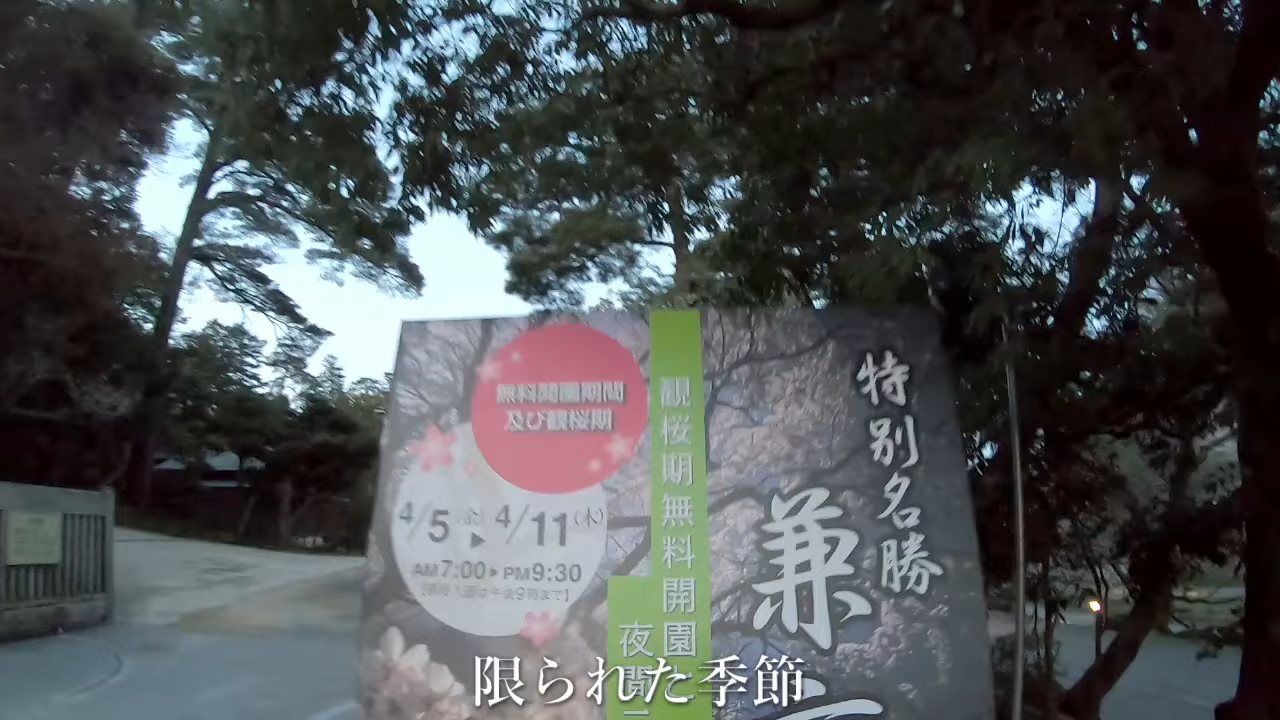 特別名勝
兼
観桜期無料開園
夜間
無料開園期間
及び観桜期
4/5(金)▶4/11(木)
AM7:00▶PM9:30
限られた季節